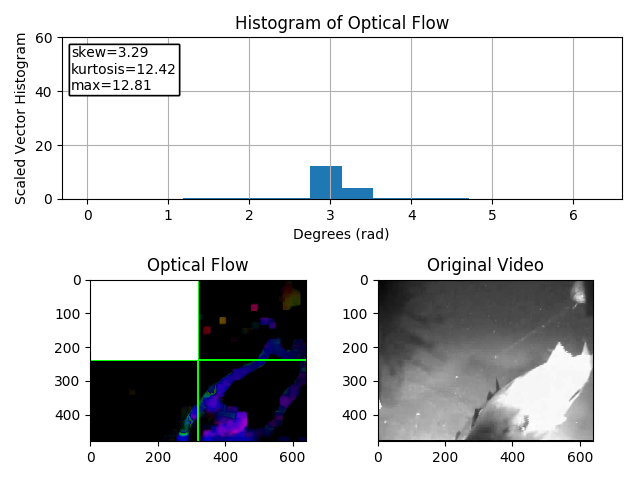 Histogram of Optical Flow
skew=3.29
kurtosis=12.42
max=12.81
Scaled Vector Histogram
60
40
20
0
0 1 2 3 4 5 6
Degrees (rad)
Optical Flow
0
100
200
300
400
0 200 400 600
Original Video
0
100
200
300
400
0 200 400 600